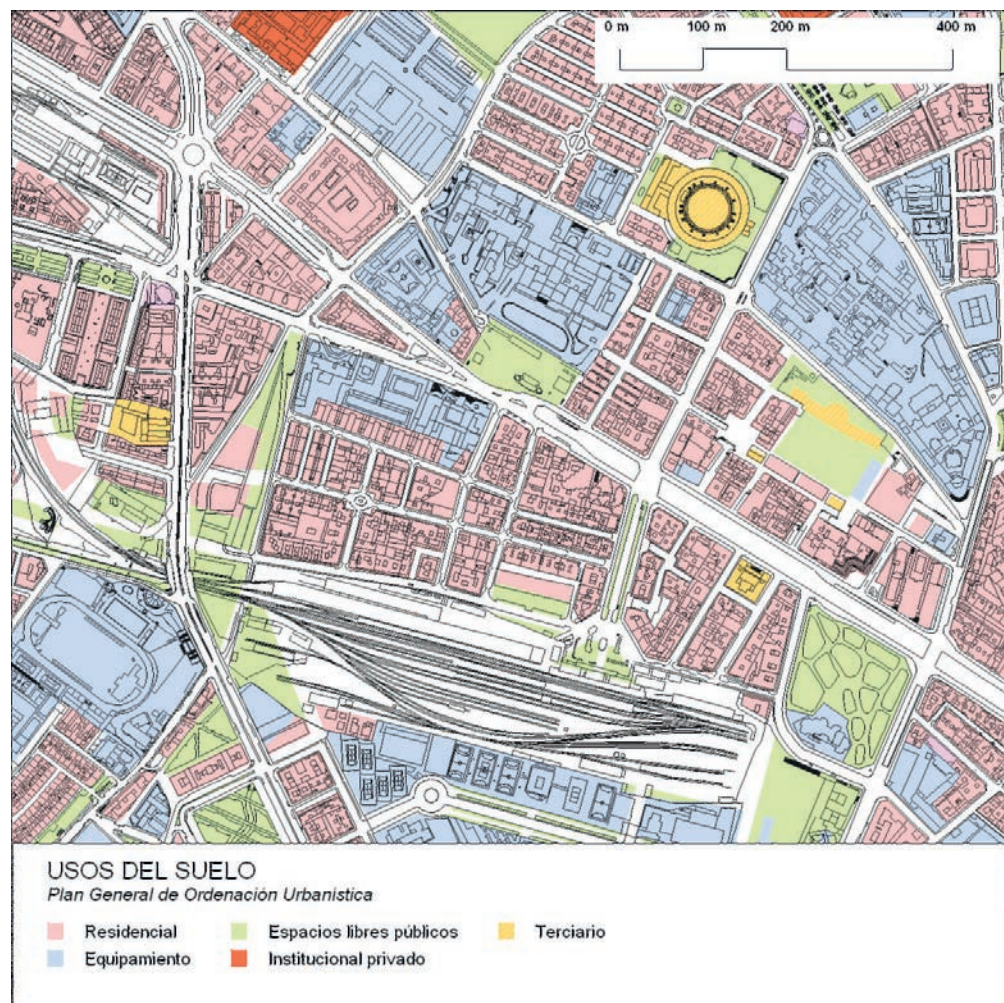 0 m 100 m 200 m 400 m
USOS DEL SUELO
Plan General de Ordenación Urbanística
Residencial Espacios libres públicos Terciario
Equipamiento Institucional privado